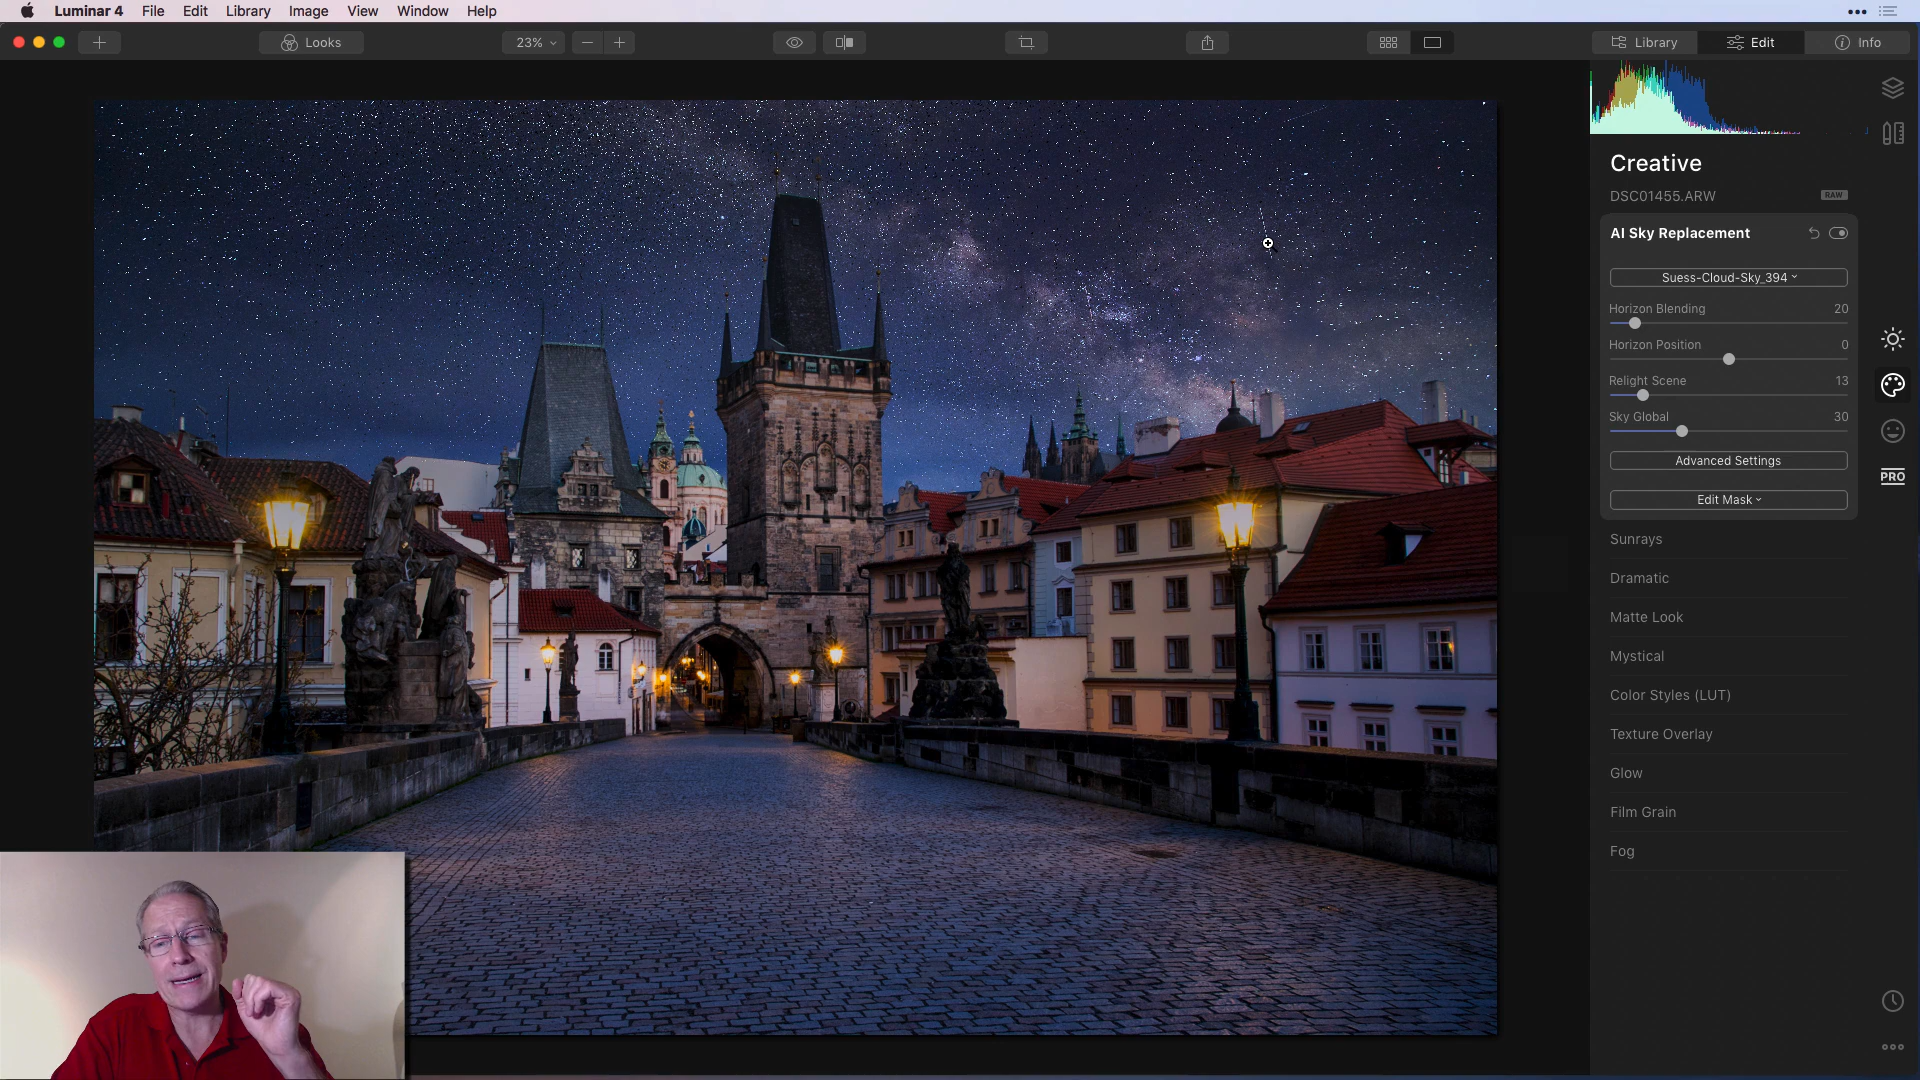 Luminar 4 File Edit Library Image View Window Help
Looks 23% Library Edit Info
Creative
DSC01455.ARW RAW
AI Sky Replacement
Suess-Cloud-Sky_394
Horizon Blending 20
Horizon Position 0
Relight Scene 13
Sky Global 30
Advanced Settings
Edit Mask
PRO
Sunrays
Dramatic
Matte Look
Mystical
Color Styles (LUT)
Texture Overlay
Glow
Film Grain
Fog